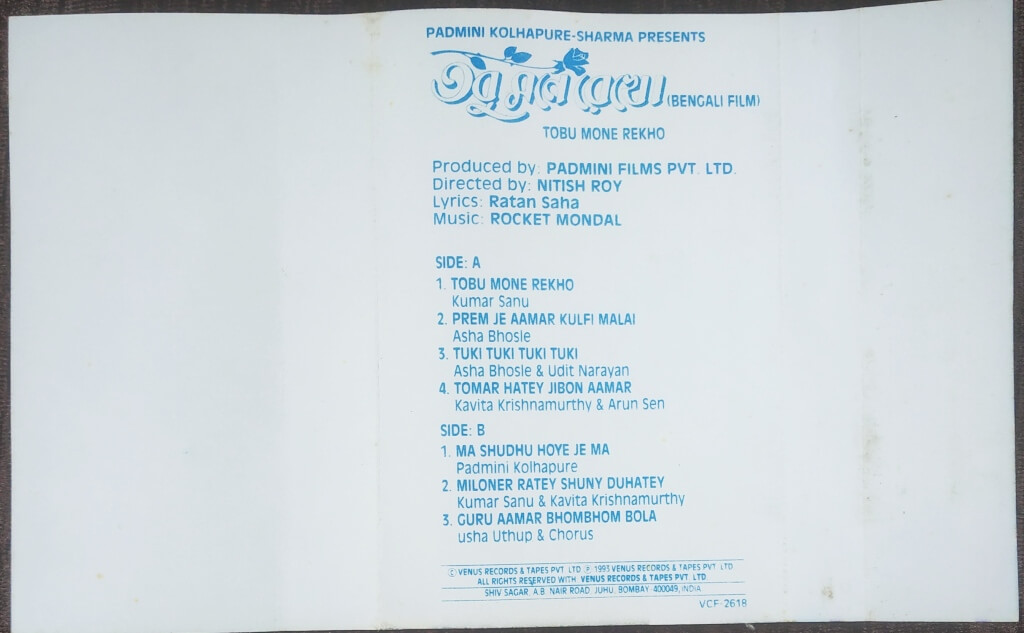 PADMINI KOLHAPURE-SHARMA PRESENTS
তবু মনে রেখো (BENGALI FILM)
TOBU MONE REKHO
Produced by: PADMINI FILMS PVT. LTD.
Directed by: NITISH ROY
Lyrics: Ratan Saha
Music: ROCKET MONDAL
SIDE: A
1. TOBU MONE REKHO
Kumar Sanu
2. PREM JE AAMAR KULFI MALAI
Asha Bhosle
3. TUKI TUKI TUKI TUKI
Asha Bhosle & Udit Narayan
4. TOMAR HATEY JIBON AAMAR
Kavita Krishnamurthy & Arun Sen
SIDE: B
1. MA SHUDHU HOYE JE MA
Padmini Kolhapure
2. MILONER RATEY SHUNY DUHATEY
Kumar Sanu & Kavita Krishnamurthy
3. GURU AAMAR BHOMBHOM BOLA
usha Uthup & Chorus
Ⓒ VENUS RECORDS & TAPES PVT. LTD. Ⓟ 1993 VENUS RECORDS & TAPES PVT. LTD.
ALL RIGHTS RESERVED WITH VENUS RECORDS & TAPES PVT. LTD.
SHIV SAGAR, A.B. NAIR ROAD, JUHU, BOMBAY-400049, INDIA
VCF-2618